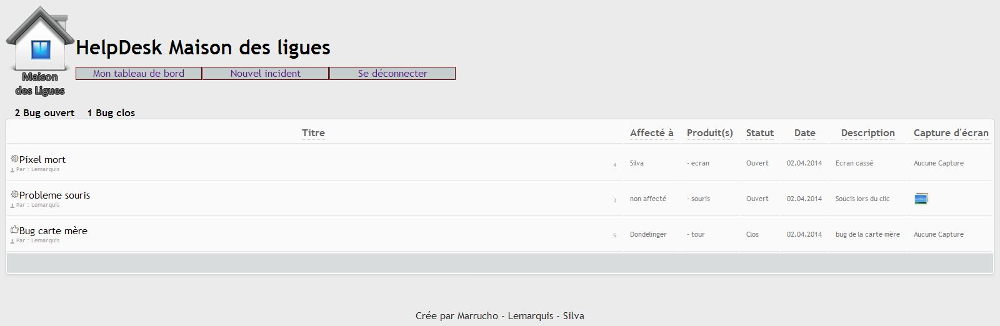 HelpDesk Maison des ligues
Maison
des Ligues
Mon tableau de bord Nouvel incident Se déconnecter
2 Bug ouvert 1 Bug clos
Titre Affecté à Produit(s) Statut Date Description Capture d'écran
Pixel mort
Par : Lemarquis 4 Silva - ecran Ouvert 02.04.2014 Ecran cassé Aucune Capture
Probleme souris
Par : Lemarquis 3 non affecté - souris Ouvert 02.04.2014 Soucis lors du clic
Bug carte mère
Par : Lemarquis 5 Dondelinger - tour Clos 02.04.2014 bug de la carte mère Aucune Capture
Crée par Marrucho - Lemarquis - Silva